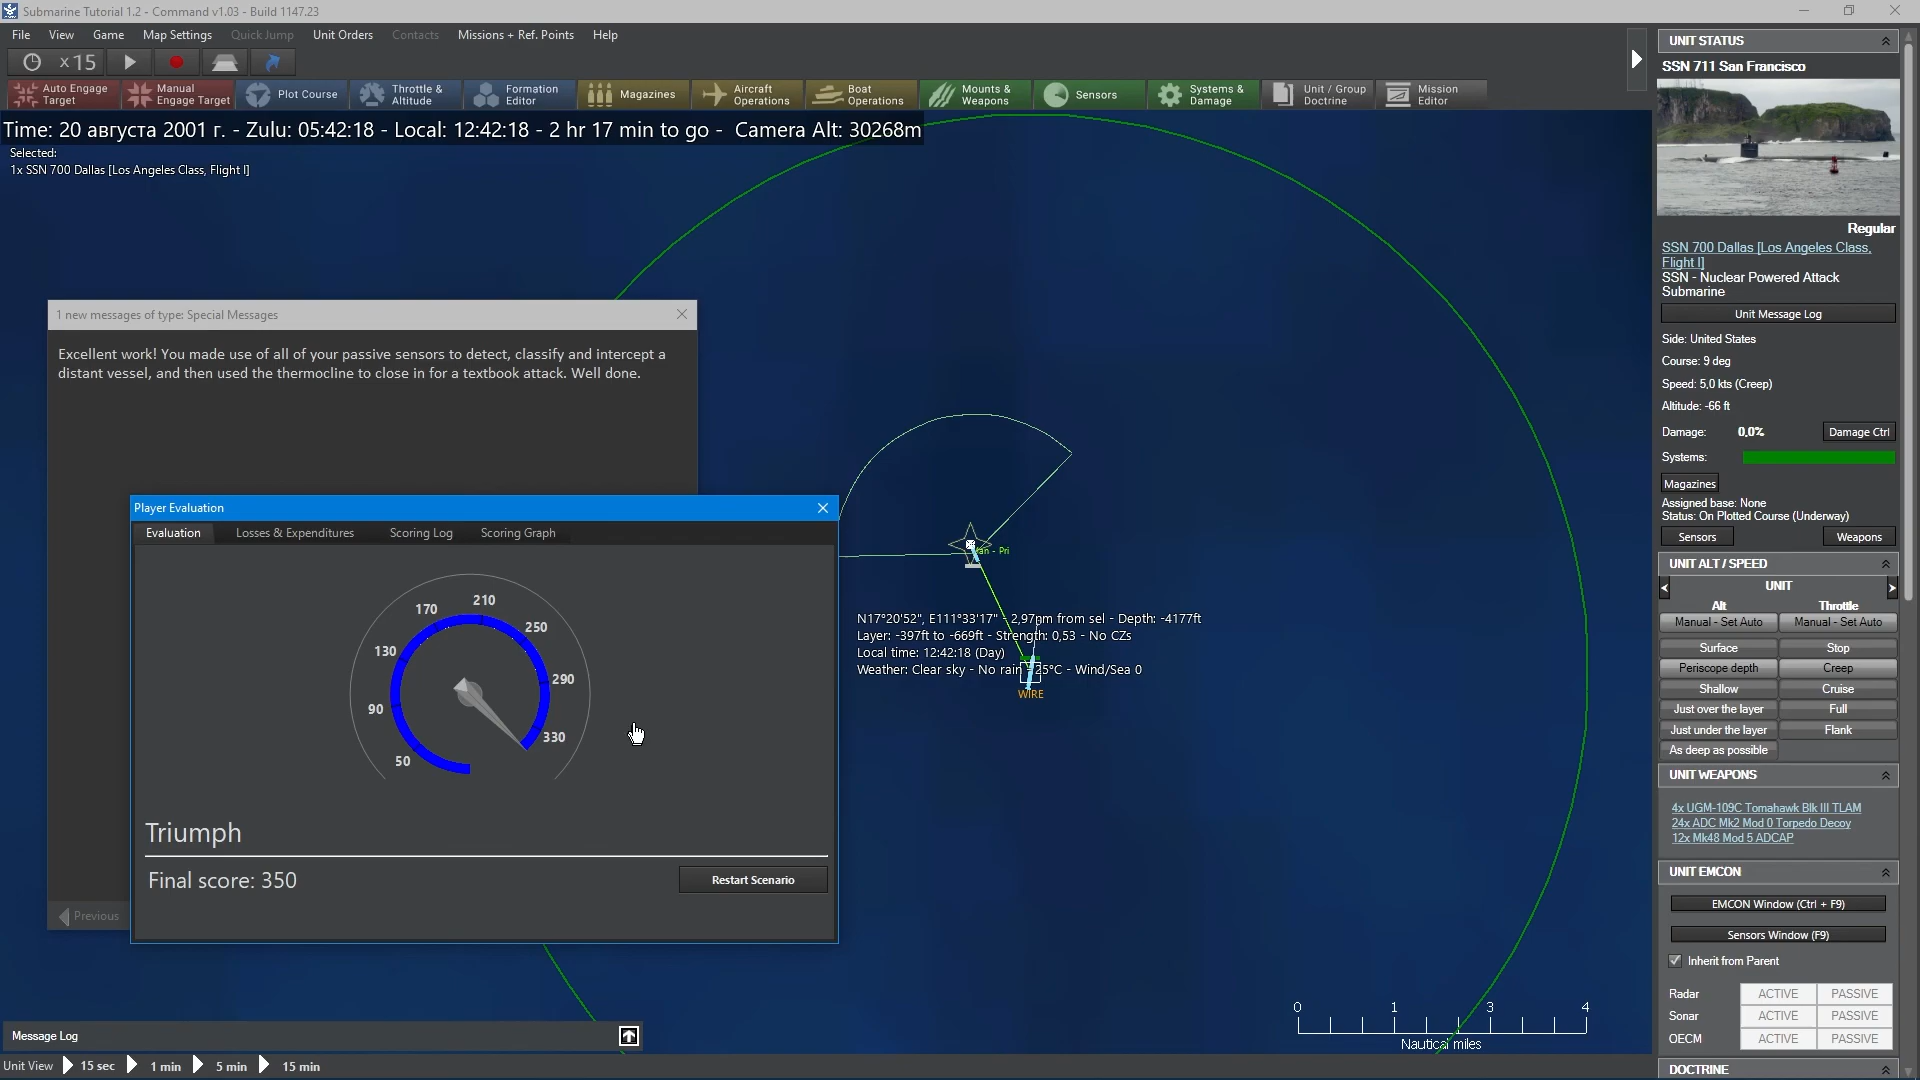 Submarine Tutorial 1.2 - Command v1.03 - Build 1147.23
File View Game Map Settings Quick Jump Unit Orders Contacts Missions + Ref. Points Help
x15
Auto Engage Target
Manual Engage Target
Plot Course
Throttle & Altitude
Formation Editor
Magazines
Aircraft Operations
Boat Operations
Mounts & Weapons
Sensors
Systems & Damage
Unit / Group Doctrine
Mission Editor
Time: 20 августа 2001 г. - Zulu: 05:42:18 - Local: 12:42:18 - 2 hr 17 min to go - Camera Alt: 30268m
Selected:
1x SSN 700 Dallas [Los Angeles Class, Flight I]
1 new messages of type: Special Messages
Excellent work! You made use of all of your passive sensors to detect, classify and intercept a
distant vessel, and then used the thermocline to close in for a textbook attack. Well done.
Previous
Player Evaluation
Evaluation Losses & Expenditures Scoring Log Scoring Graph
50
90
130
170
210
250
290
330
Triumph
Final score: 350
Restart Scenario
an - Pri
N17°20'52", E111°33'17" - 2,97nm from sel - Depth: -4177ft
Layer: -397ft to -669ft - Strength: 0,53 - No CZs
Local time: 12:42:18 (Day)
Weather: Clear sky - No rain - 25°C - Wind/Sea 0
WIRE
0 1 3 4
Nautical miles
Message Log
Unit View 15 sec 1 min 5 min 15 min
UNIT STATUS
SSN 711 San Francisco
Regular
SSN 700 Dallas [Los Angeles Class,
Flight I]
SSN - Nuclear Powered Attack
Submarine
Unit Message Log
Side: United States
Course: 9 deg
Speed: 5,0 kts (Creep)
Altitude: -66 ft
Damage: 0,0% Damage Ctrl
Systems:
Magazines
Assigned base: None
Status: On Plotted Course (Underway)
Sensors Weapons
UNIT ALT / SPEED
UNIT
Alt Throttle
Manual - Set Auto Manual - Set Auto
Surface Stop
Periscope depth Creep
Shallow Cruise
Just over the layer Full
Just under the layer Flank
As deep as possible
UNIT WEAPONS
4x UGM-109C Tomahawk Blk III TLAM
24x ADC Mk2 Mod 0 Torpedo Decoy
12x Mk48 Mod 5 ADCAP
UNIT EMCON
EMCON Window (Ctrl + F9)
Sensors Window (F9)
Inherit from Parent
Radar ACTIVE PASSIVE
Sonar ACTIVE PASSIVE
OECM ACTIVE PASSIVE
DOCTRINE